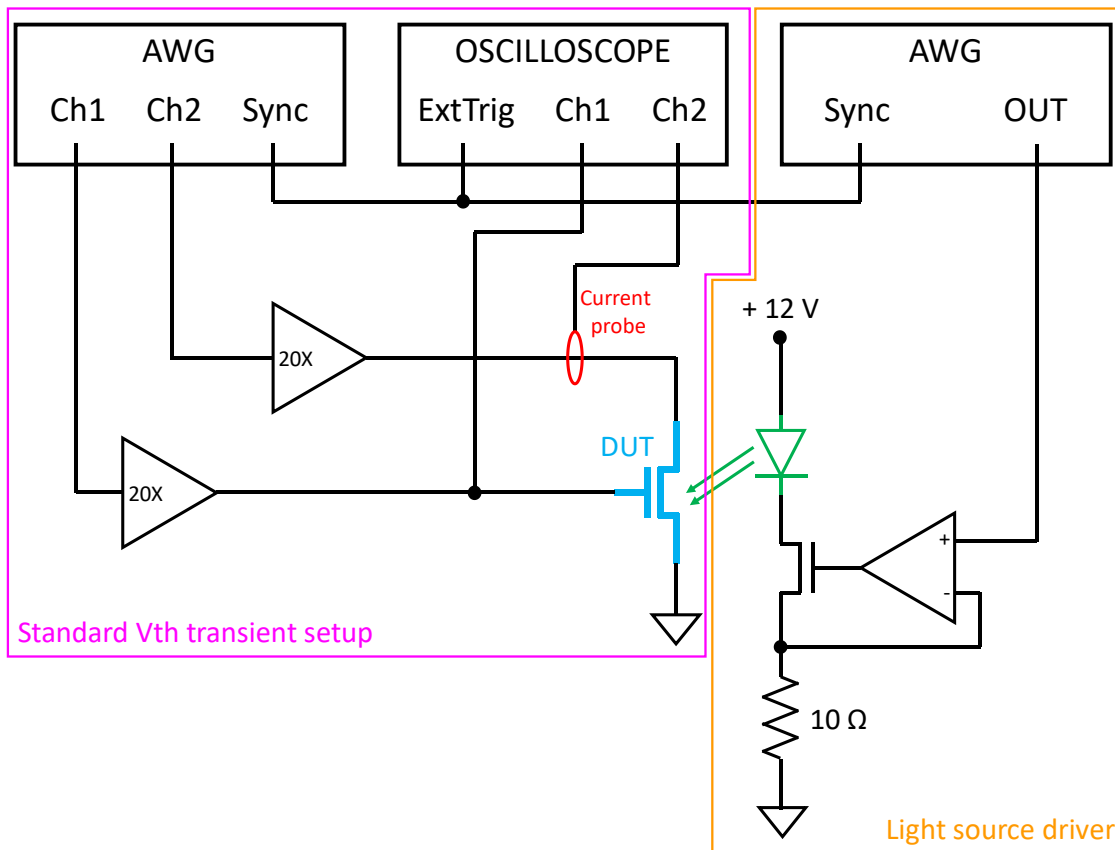 AWG
OSCILLOSCOPE
AWG
Ch1 Ch2 Sync
ExtTrig Ch1 Ch2
Sync OUT
Current
probe
+ 12 V
20X
DUT
20X
+
-
Standard Vth transient setup
10 Ω
Light source driver